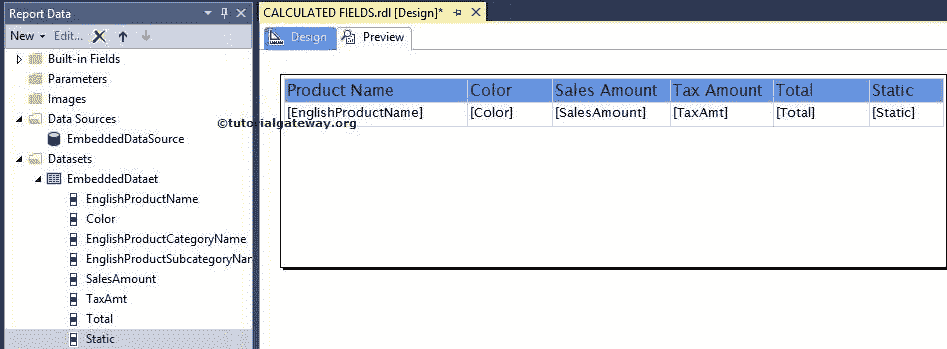 Report Data
New Edit...
Built-in Fields
Parameters
Images
Data Sources
EmbeddedDataSource
Datasets
EmbeddedDataet
EnglishProductName
Color
EnglishProductCategoryName
EnglishProductSubcategoryNan
SalesAmount
TaxAmt
Total
Static
CALCULATED FIELDS.rdl [Design]*
Design Preview
Product Name Color Sales Amount Tax Amount Total Static
[EnglishProductName] [Color] [SalesAmount] [TaxAmt] [Total] [Static]
©tutorialgateway.org